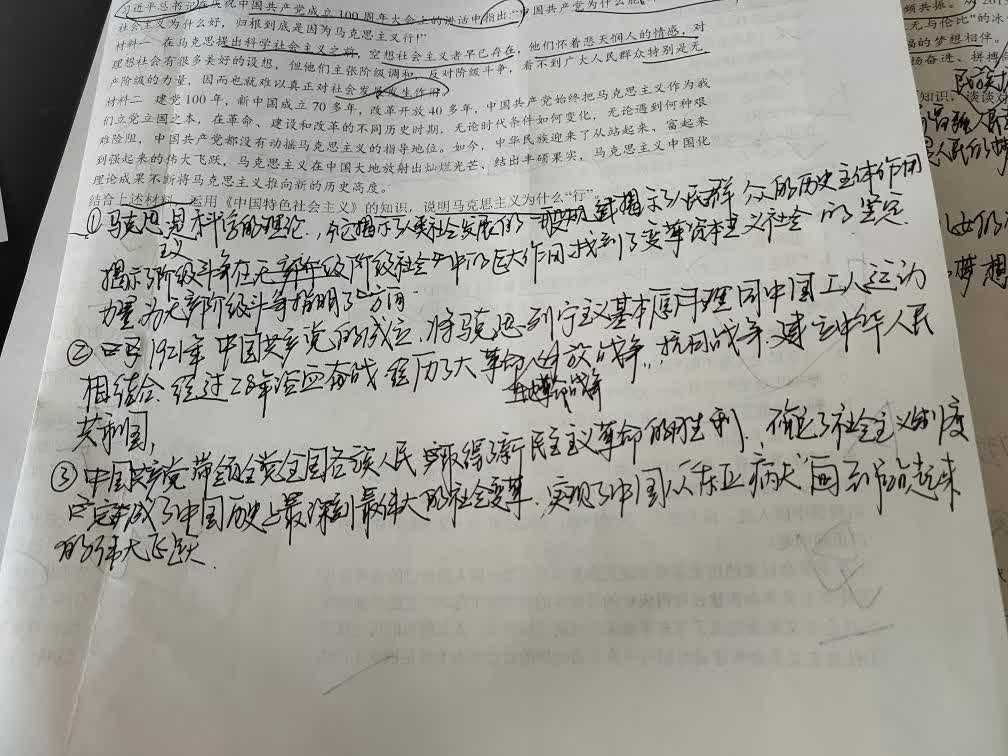 习近平总书记在庆祝中国共产党成立100周年大会上的讲话中指出:“中国共产党为什么能
社会主义为什么好,归根到底是因为马克思主义行!”
材料一 在马克思提出科学社会主义之前,空想社会主义者早已存在,他们怀着悲天悯人的情感,对
理想社会有很多美好的设想,但他们主张阶级调和,反对阶级斗争,看不到广大人民群众特别是无
产阶级的力量,因而也就难以真正对社会发展发生作用。
材料二 建党100年,新中国成立70多年,改革开放40多年,中国共产党始终把马克思主义作为我
们立党立国之本,在革命、建设和改革的不同历史时期,无论时代条件如何变化,无论遇到何种艰
难险阻,中国共产党都没有动摇马克思主义的指导地位。如今,中华民族迎来了从站起来、富起来
到强起来的伟大飞跃,马克思主义在中国大地放射出灿烂光芒、结出丰硕果实,马克思主义中国化
理论成果不断将马克思主义推向新的历史高度。
结合上述材料,运用《中国特色社会主义》的知识,说明马克思主义为什么“行”。
①马克思主义是科学的理论,揭示了人类社会发展的一般规律,揭示了人民群众的历史主体作用
揭示了阶级斗争在阶级社会中的巨大作用,找到了变革资本主义社会的
力量,为无产阶级斗争指明了方向
②1921年中国共产党的成立,将马克思列宁主义基本原理同中国工人运动
相结合.经过28年浴血奋战经历了大革命,战争,抗日战争.建立中华人民
土地革命战争
共和国,
③中国共产党带领全党全国各族人民取得了新民主主义革命的胜利.确定了社会主义制度
完成了中国历史上最深刻最伟大的社会变革.实现了中国从“东亚病夫”到站起来
的伟大飞跃.
颂共振。从20
无与伦比”的冰
的梦想相伴。
扬奋进、拼搏
知识,谈谈
民族
梦想